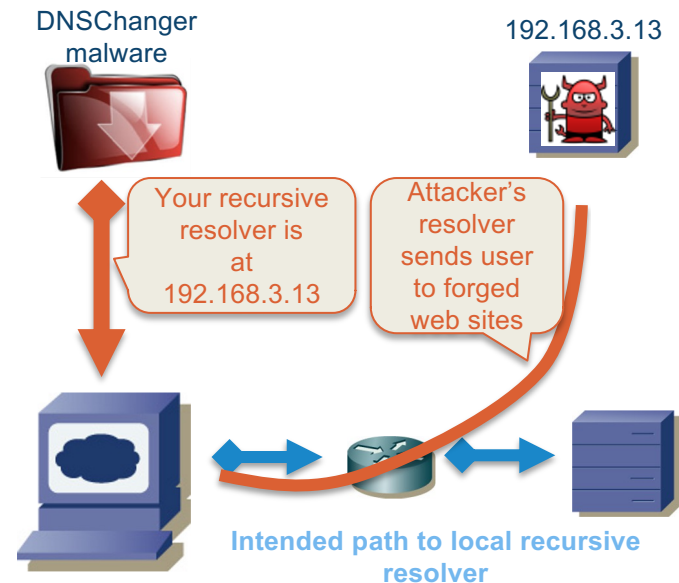 DNSChanger
malware
192.168.3.13
Your recursive
resolver is
at
192.168.3.13
Attacker’s
resolver
sends user
to forged
web sites
Intended path to local recursive
resolver